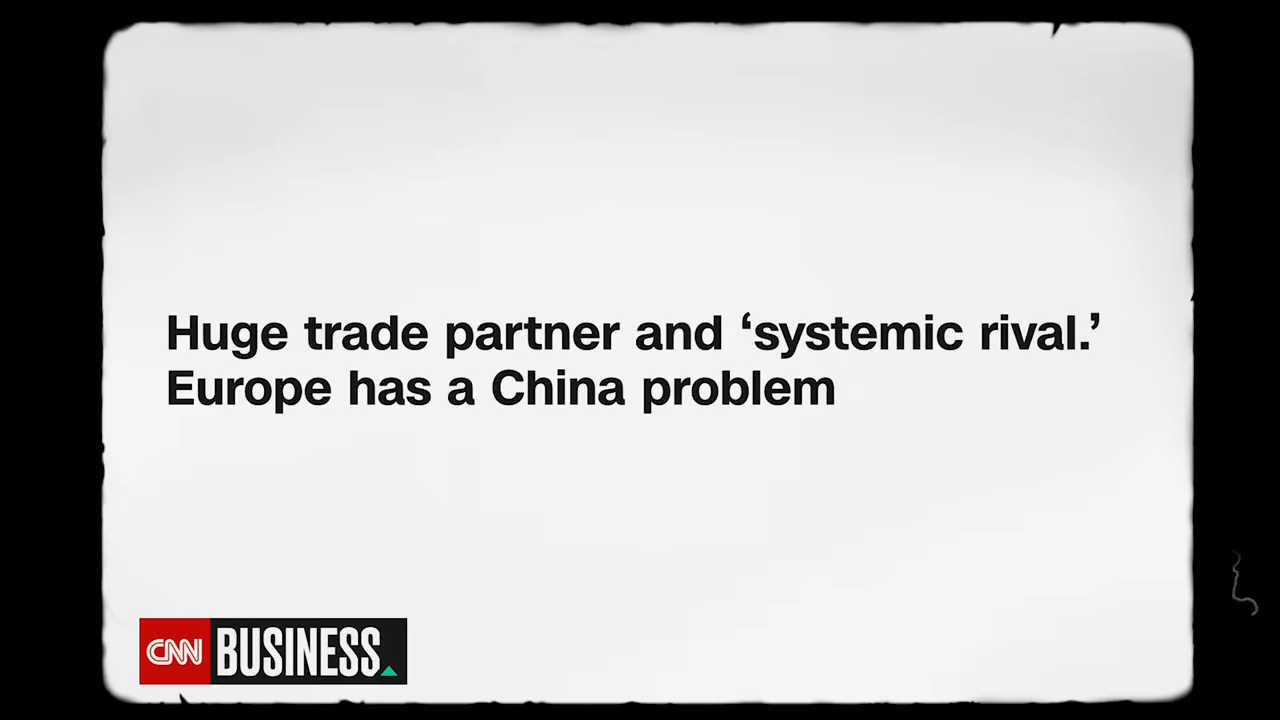 Huge trade partner and ‘systemic rival.’
Europe has a China problem
CNN BUSINESS